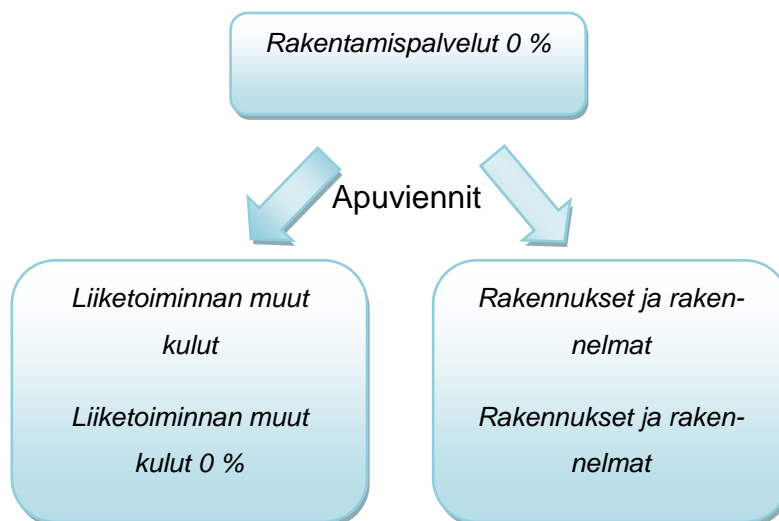 Rakentamispalvelut 0 %
Apuviennit
Liiketoiminnan muut
kulut
Liiketoiminnan muut
kulut 0 %
Rakennukset ja raken-
nelmat
Rakennukset ja raken-
nelmat